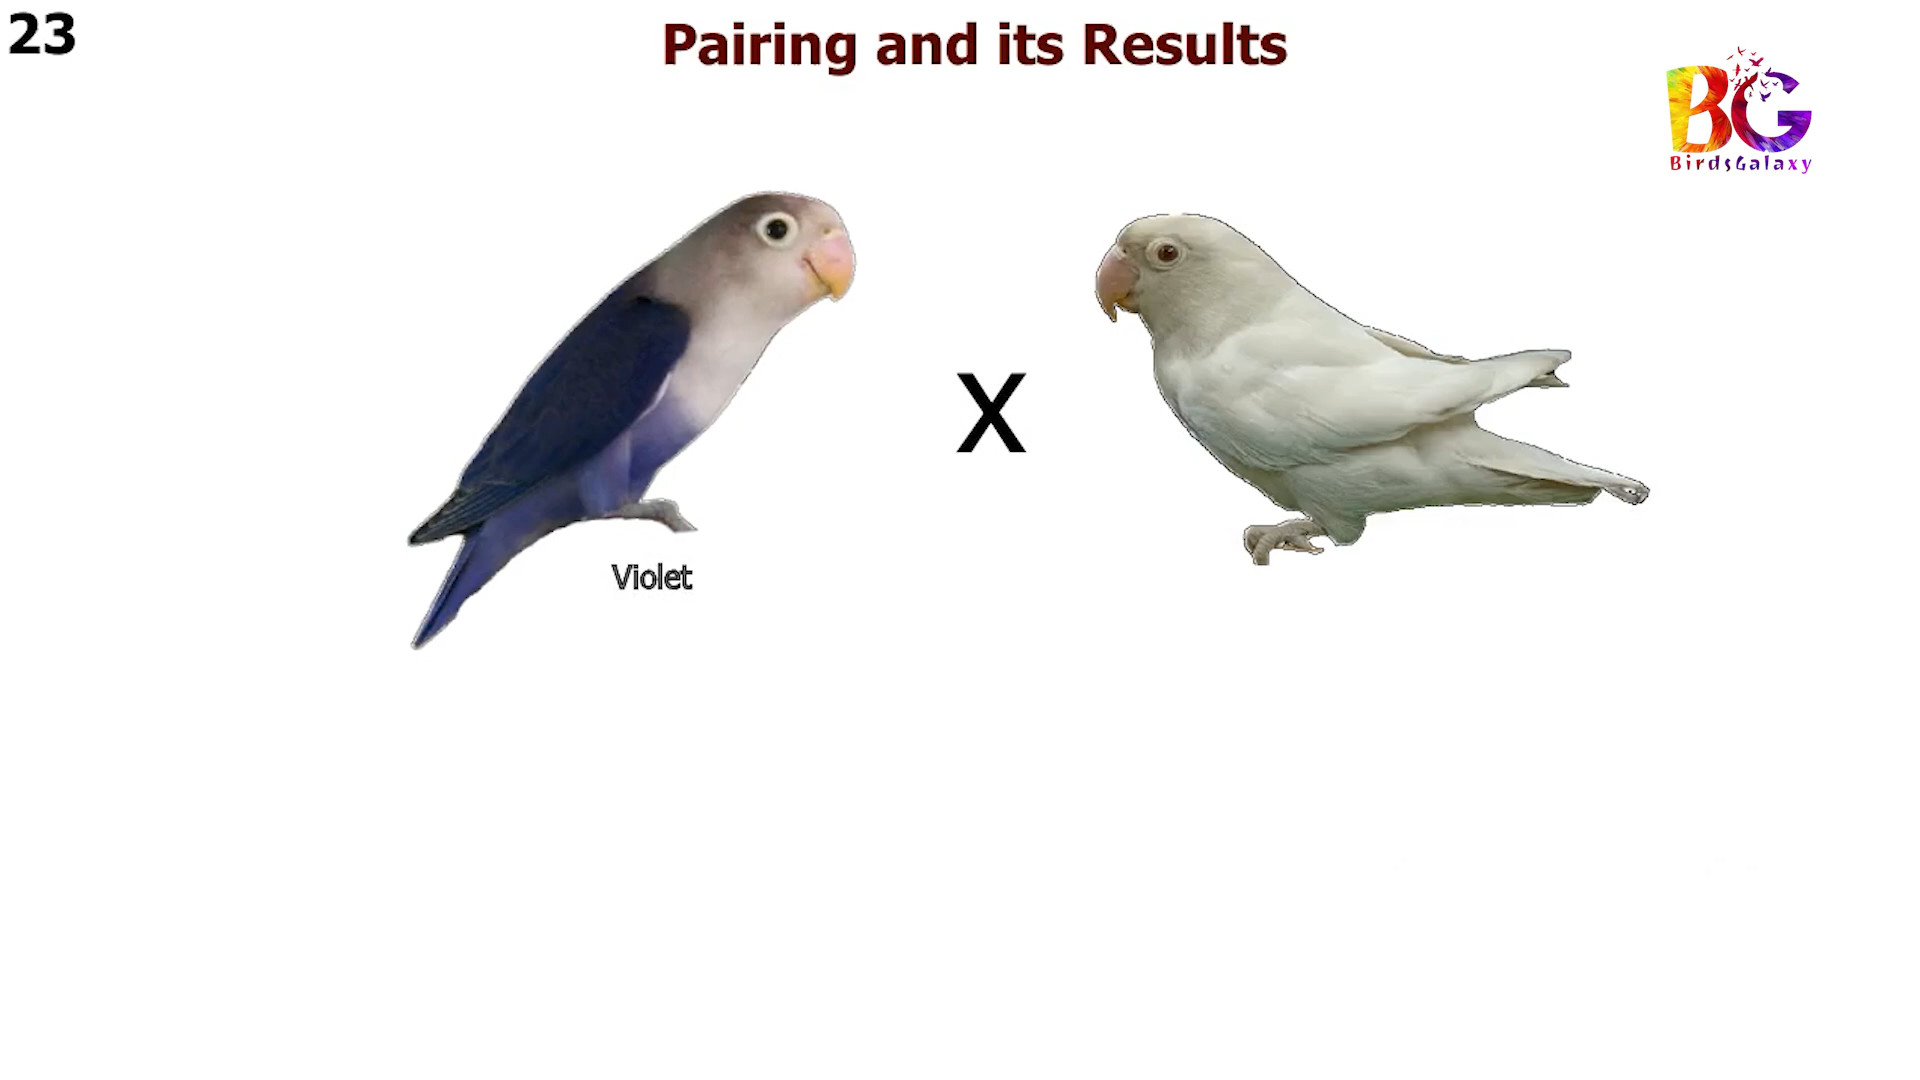 23
Pairing and its Results
BG
BirdsGalaxy
X
Violet